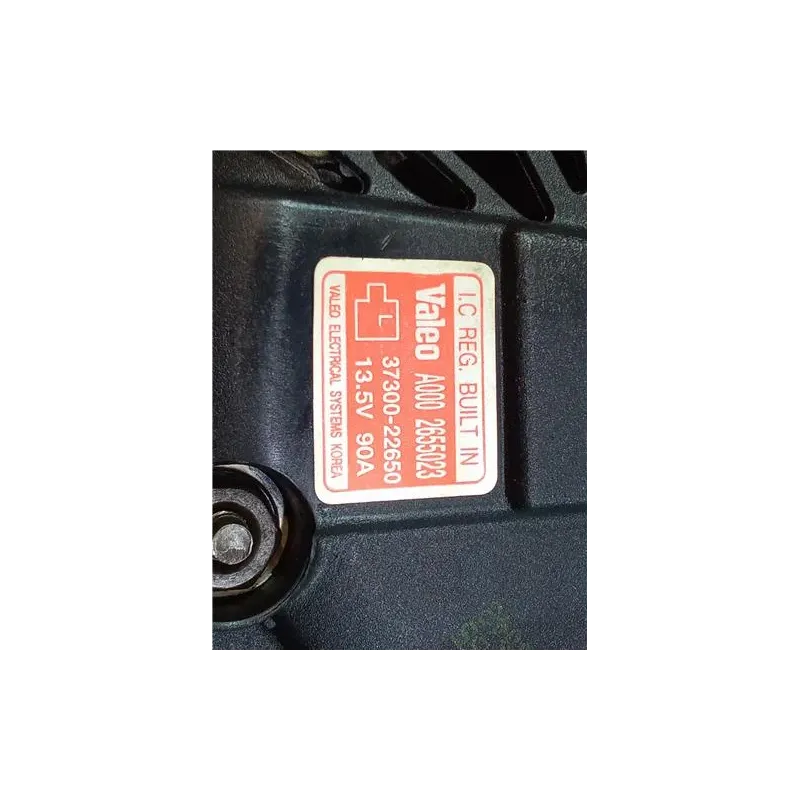 I.C REG. BUILT IN
Valeo A000 2655023
L 37300-22650
13.5V 90A
VALEO ELECTRICAL SYSTEMS KOREA